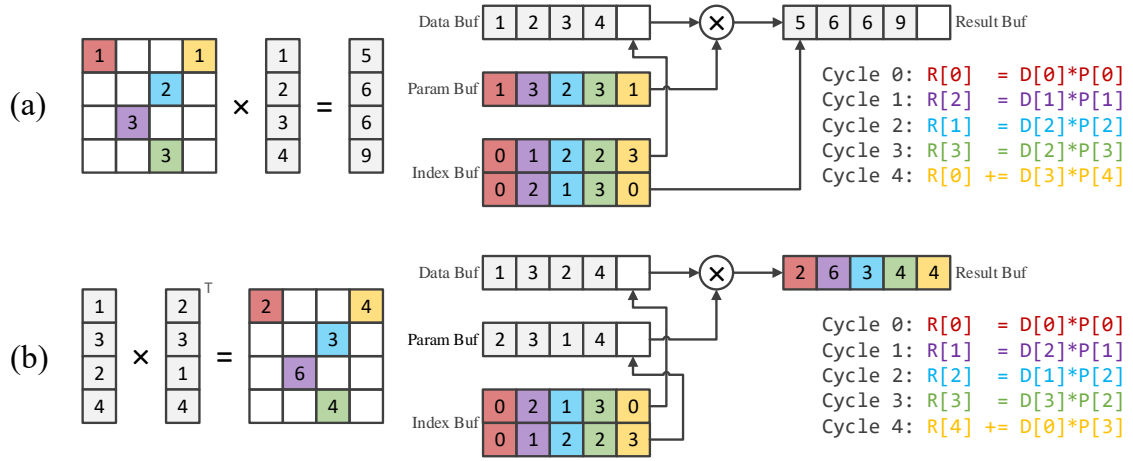 (a)
1 1
2
3
3
×
1
2
3
4
=
5
6
6
9
Data Buf 1 2 3 4 × 5 6 6 9 Result Buf
Param Buf 1 3 2 3 1
Index Buf
0 1 2 2 3
0 2 1 3 0
Cycle 0: R[0] = D[0]*P[0]
Cycle 1: R[2] = D[1]*P[1]
Cycle 2: R[1] = D[2]*P[2]
Cycle 3: R[3] = D[2]*P[3]
Cycle 4: R[0] += D[3]*P[4]
(b)
1
3
2
4
×
2
3
1
4
T
=
2 4
3
6
4
Data Buf 1 3 2 4 × 2 6 3 4 4 Result Buf
Param Buf 2 3 1 4
Index Buf
0 2 1 3 0
0 1 2 2 3
Cycle 0: R[0] = D[0]*P[0]
Cycle 1: R[1] = D[2]*P[1]
Cycle 2: R[2] = D[1]*P[2]
Cycle 3: R[3] = D[3]*P[2]
Cycle 4: R[4] += D[0]*P[3]